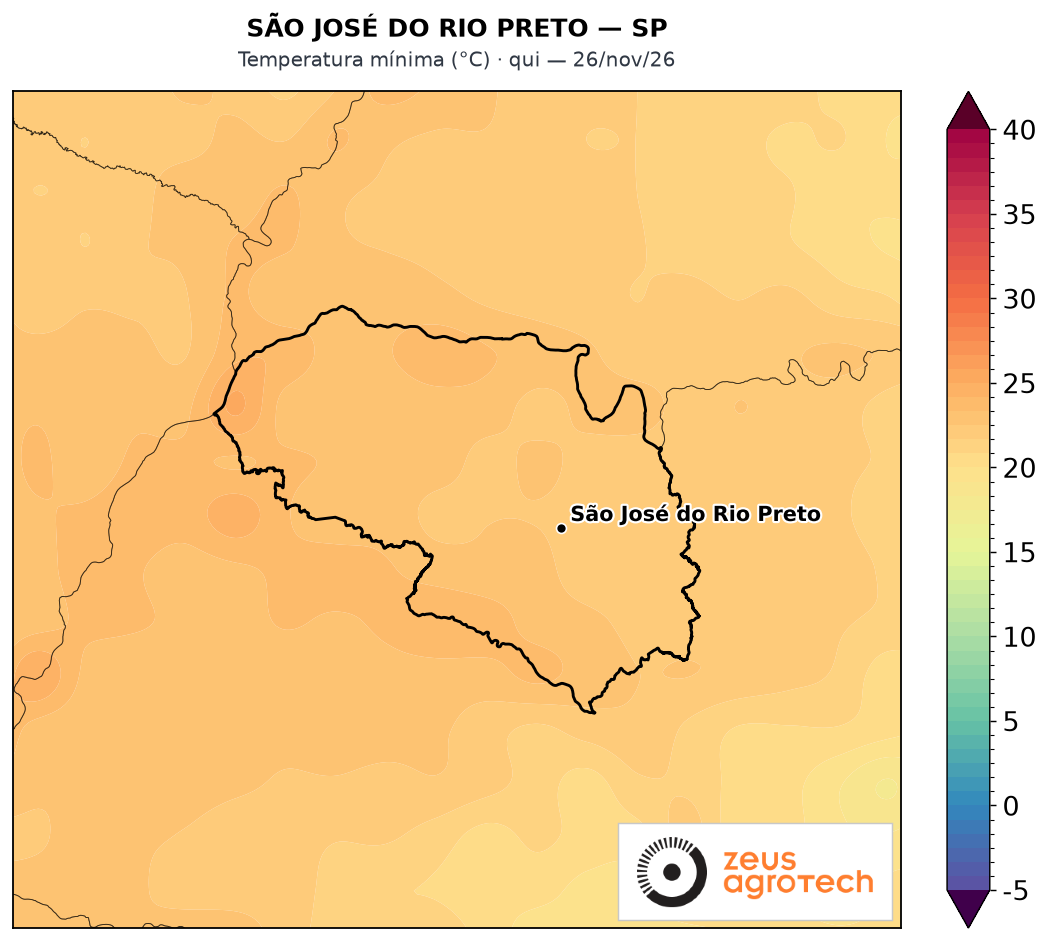 SÃO JOSÉ DO RIO PRETO — SP
Temperatura mínima (°C) · qui — 26/nov/26
40
35
30
25
20
15
10
5
0
-5
São José do Rio Preto
zeus
agrotech